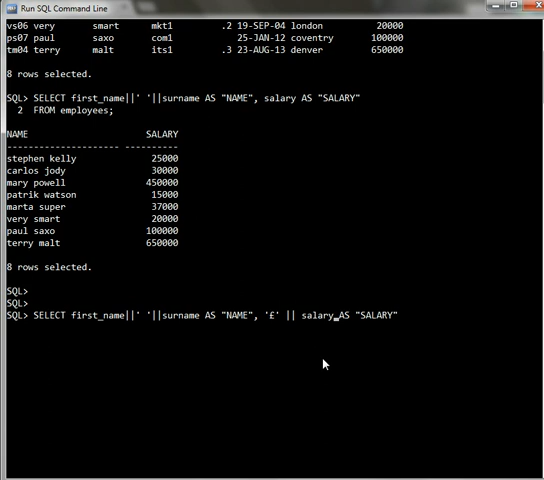 Run SQL Command Line
vs06 very smart mkt1 .2 19-SEP-04 london 20000
ps07 paul saxo com1 25-JAN-12 coventry 100000
tm04 terry malt its1 .3 23-AUG-13 denver 650000
8 rows selected.
SQL> SELECT first_name||' '||surname AS "NAME", salary AS "SALARY"
2 FROM employees;
NAME SALARY
--------------------- ----------
stephen kelly 25000
carlos jody 30000
mary powell 450000
patrik watson 15000
marta super 37000
very smart 20000
paul saxo 100000
terry malt 650000
8 rows selected.
SQL>
SQL>
SQL> SELECT first_name||' '||surname AS "NAME", '£' || salary AS "SALARY"